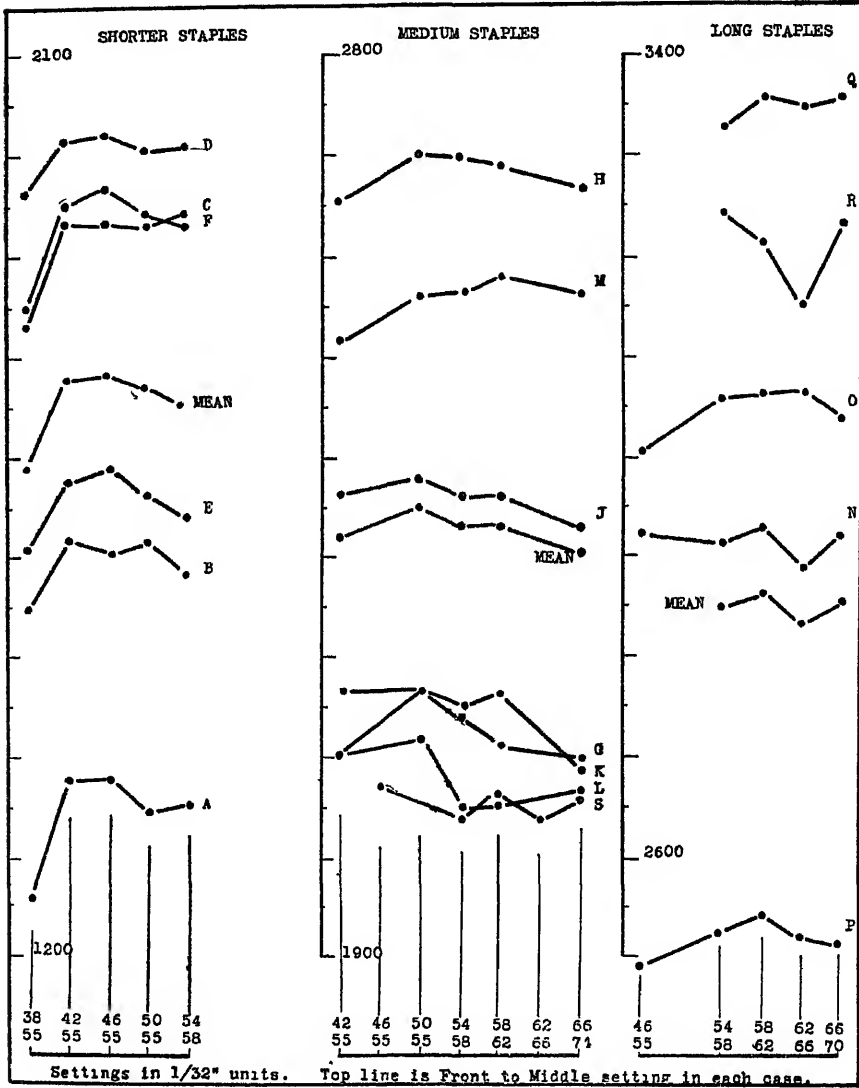 SHORTER STAPLES
2100
D
C
F
MEAN
E
B
A
1200
38 42 46 50 54
55 55 55 55 58
MEDIUM STAPLES
2800
H
M
J
MEAN
G
K
L
S
1900
42 46 50 54 58 62 66
55 55 55 58 62 66 71
LONG STAPLES
3400
Q
R
O
N
MEAN
2600
P
46 54 58 62 66
55 58 62 66 70
Settings in 1/32" units. Top line is Front to Middle setting in each case.